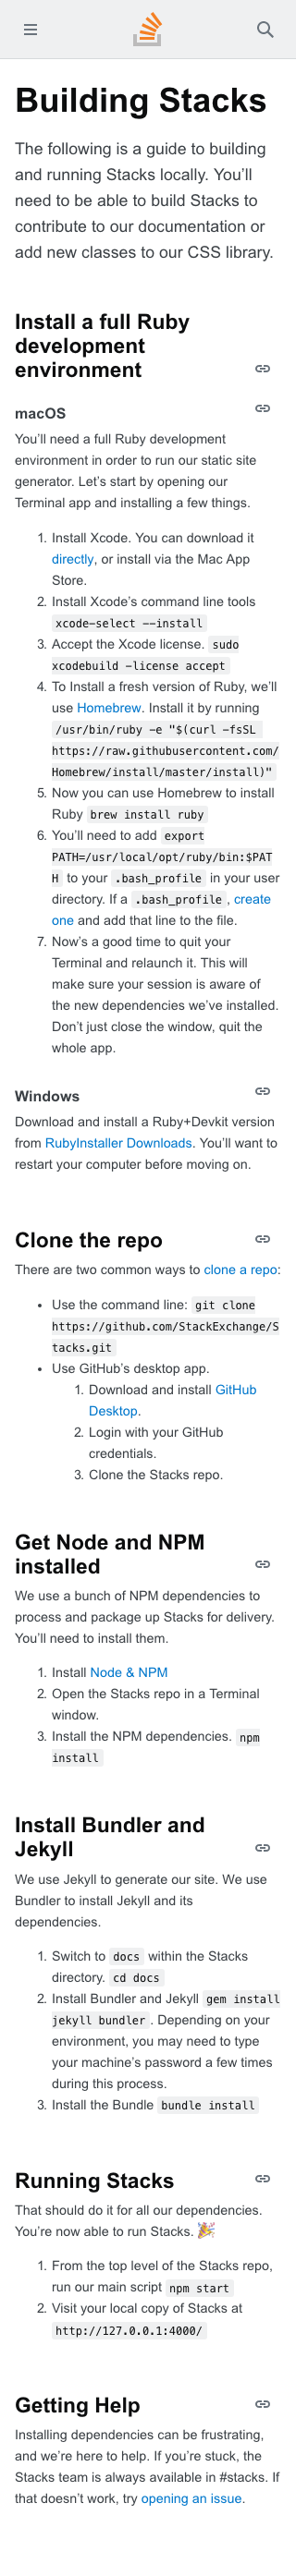 Building Stacks
The following is a guide to building
and running Stacks locally. You’ll
need to be able to build Stacks to
contribute to our documentation or
add new classes to our CSS library.
Install a full Ruby
development
environment
macOS
You’ll need a full Ruby development
environment in order to run our static site
generator. Let’s start by opening our
Terminal app and installing a few things.
1. Install Xcode. You can download it
directly, or install via the Mac App
Store.
2. Install Xcode’s command line tools
xcode-select --install
3. Accept the Xcode license. sudo
xcodebuild -license accept
4. To Install a fresh version of Ruby, we’ll
use Homebrew. Install it by running
/usr/bin/ruby -e "$(curl -fsSL
https://raw.githubusercontent.com/
Homebrew/install/master/install)"
5. Now you can use Homebrew to install
Ruby brew install ruby
6. You’ll need to add export
PATH=/usr/local/opt/ruby/bin:$PAT
H to your .bash_profile in your user
directory. If a .bash_profile, create
one and add that line to the file.
7. Now’s a good time to quit your
Terminal and relaunch it. This will
make sure your session is aware of
the new dependencies we’ve installed.
Don’t just close the window, quit the
whole app.
Windows
Download and install a Ruby+Devkit version
from RubyInstaller Downloads. You’ll want to
restart your computer before moving on.
Clone the repo
There are two common ways to clone a repo:
• Use the command line: git clone
https://github.com/StackExchange/S
tacks.git
• Use GitHub’s desktop app.
1. Download and install GitHub
Desktop.
2. Login with your GitHub
credentials.
3. Clone the Stacks repo.
Get Node and NPM
installed
We use a bunch of NPM dependencies to
process and package up Stacks for delivery.
You’ll need to install them.
1. Install Node & NPM
2. Open the Stacks repo in a Terminal
window.
3. Install the NPM dependencies. npm
install
Install Bundler and
Jekyll
We use Jekyll to generate our site. We use
Bundler to install Jekyll and its
dependencies.
1. Switch to docs within the Stacks
directory. cd docs
2. Install Bundler and Jekyll gem install
jekyll bundler. Depending on your
environment, you may need to type
your machine’s password a few times
during this process.
3. Install the Bundle bundle install
Running Stacks
That should do it for all our dependencies.
You’re now able to run Stacks. 🎉
1. From the top level of the Stacks repo,
run our main script npm start
2. Visit your local copy of Stacks at
http://127.0.0.1:4000/
Getting Help
Installing dependencies can be frustrating,
and we’re here to help. If you’re stuck, the
Stacks team is always available in #stacks. If
that doesn’t work, try opening an issue.